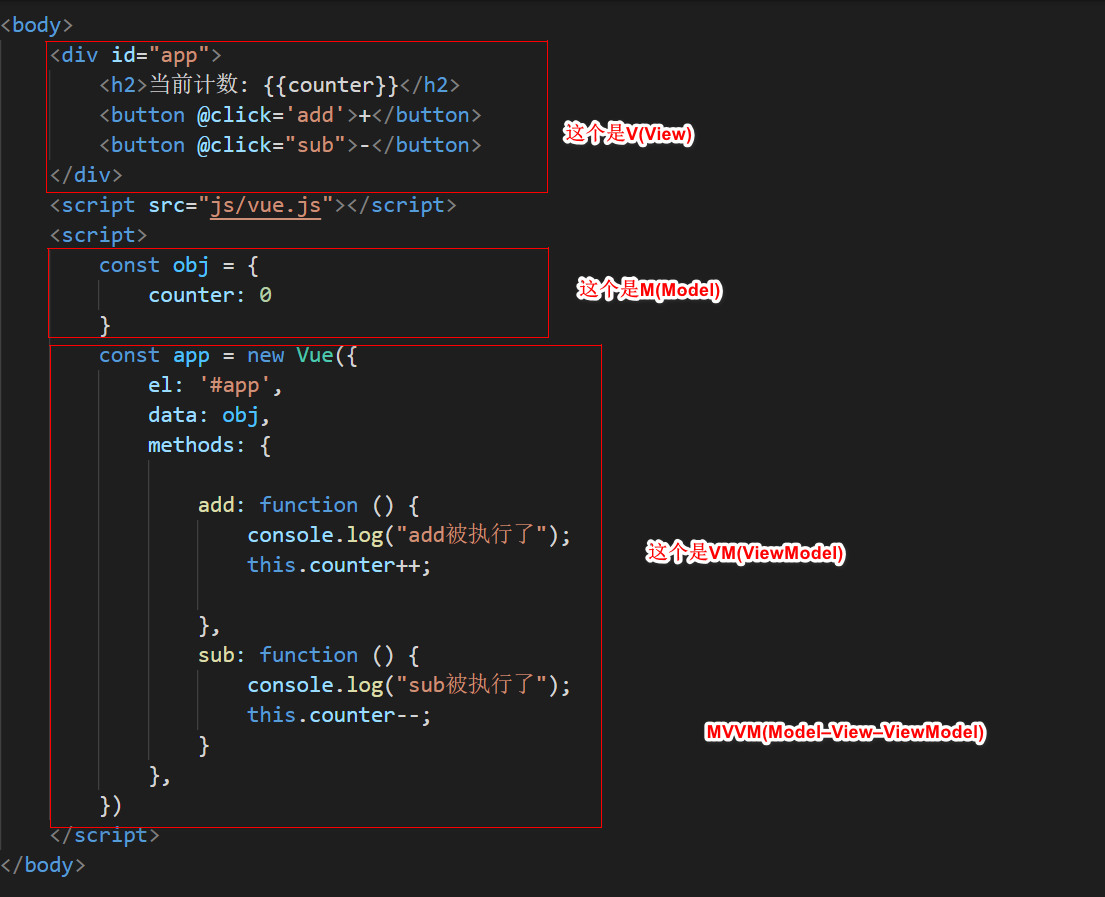 <body>
<div id="app">
<h2>当前计数: {{counter}}</h2>
<button @click='add'>+</button>
<button @click="sub">-</button>
</div>
这个是V(View)
<script src="js/vue.js"></script>
<script>
const obj = {
counter: 0
}
这个是M(Model)
const app = new Vue({
el: '#app',
data: obj,
methods: {
add: function () {
console.log("add被执行了");
this.counter++;
},
sub: function () {
console.log("sub被执行了");
this.counter--;
}
},
})
这个是VM(ViewModel)
MVVM(Model–View–ViewModel)
</script>
</body>